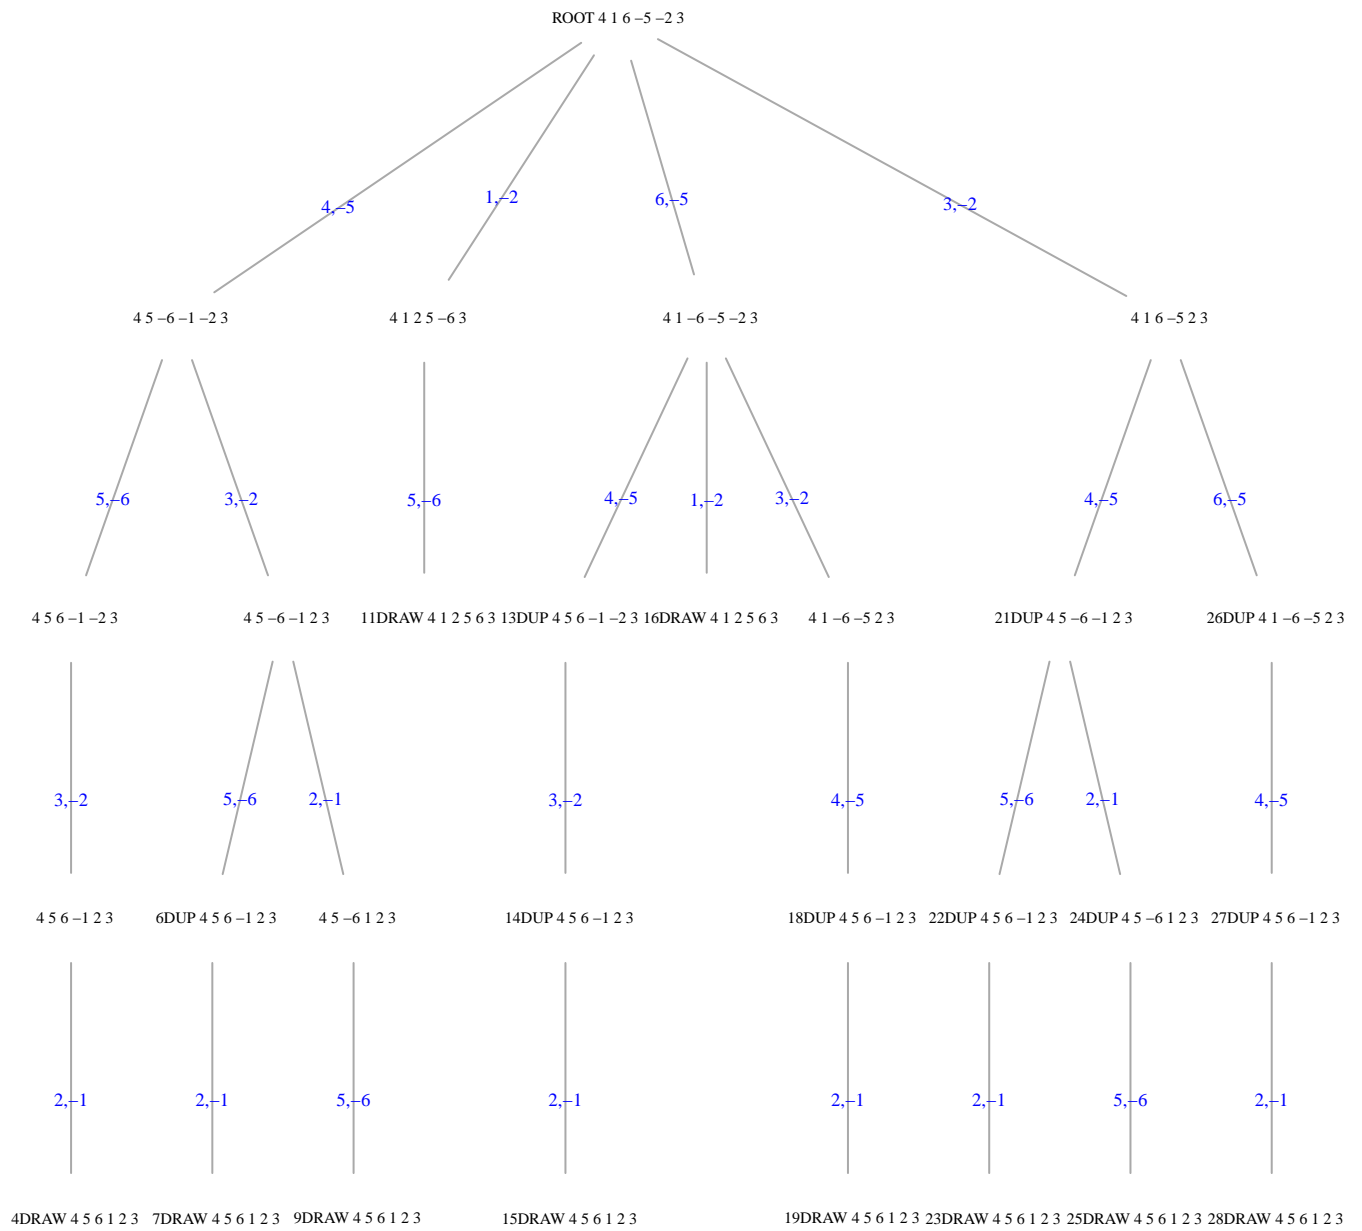 ROOT 4 1 6 –5 –2 3
4,–5
1,–2
6,–5
3,–2
4 5 –6 –1 –2 3
4 1 2 5 –6 3
4 1 –6 –5 –2 3
4 1 6 –5 2 3
5,–6
3,–2
5,–6
4,–5
1,–2
3,–2
4,–5
6,–5
4 5 6 –1 –2 3
4 5 –6 –1 2 3
11DRAW 4 1 2 5 6 3
13DUP 4 5 6 –1 –2 3
16DRAW 4 1 2 5 6 3
4 1 –6 –5 2 3
21DUP 4 5 –6 –1 2 3
26DUP 4 1 –6 –5 2 3
3,–2
5,–6
2,–1
3,–2
4,–5
5,–6
2,–1
4,–5
4 5 6 –1 2 3
6DUP 4 5 6 –1 2 3
4 5 –6 1 2 3
14DUP 4 5 6 –1 2 3
18DUP 4 5 6 –1 2 3
22DUP 4 5 6 –1 2 3
24DUP 4 5 –6 1 2 3
27DUP 4 5 6 –1 2 3
2,–1
2,–1
5,–6
2,–1
2,–1
2,–1
5,–6
2,–1
4DRAW 4 5 6 1 2 3
7DRAW 4 5 6 1 2 3
9DRAW 4 5 6 1 2 3
15DRAW 4 5 6 1 2 3
19DRAW 4 5 6 1 2 3
23DRAW 4 5 6 1 2 3
25DRAW 4 5 6 1 2 3
28DRAW 4 5 6 1 2 3